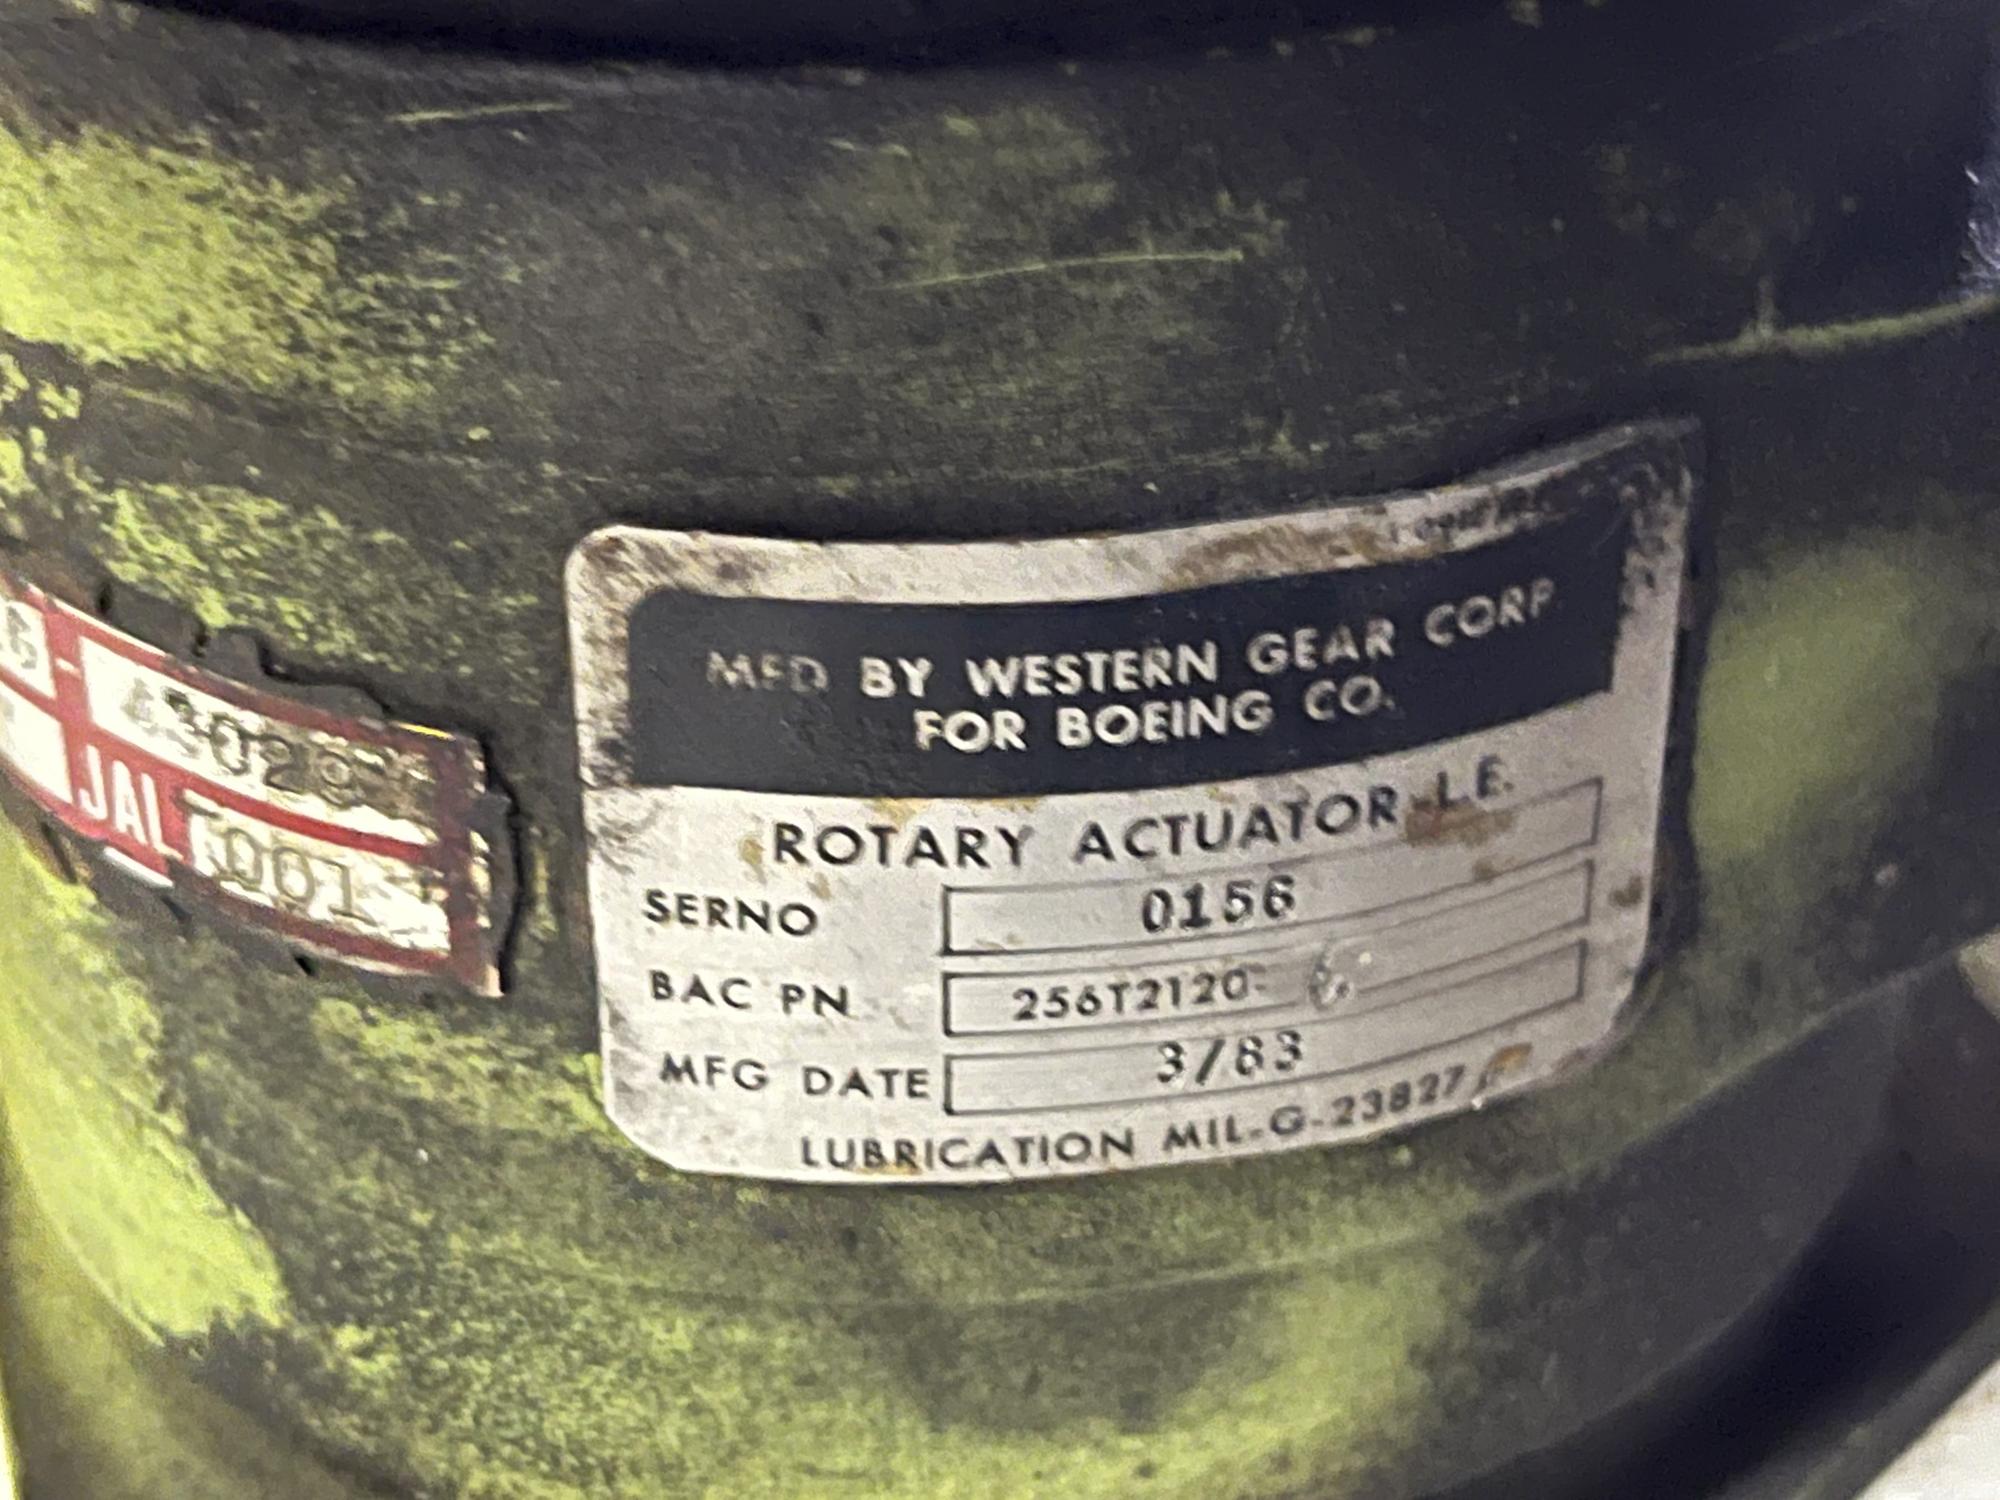 MFD BY WESTERN GEAR CORP
FOR BOEING CO.
ROTARY ACTUATOR L.E.
SERNO 0156
BAC PN 256T2120-
MFG DATE 3/83
LUBRICATION MIL-G-23827
JAL T001